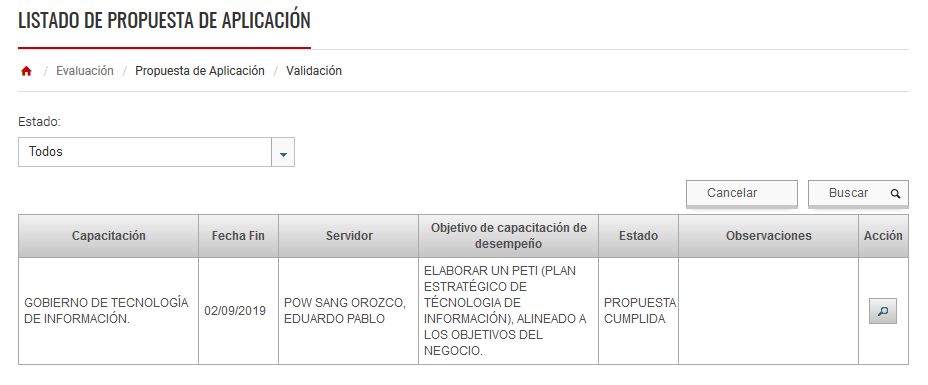 LISTADO DE PROPUESTA DE APLICACIÓN
/ Evaluación / Propuesta de Aplicación / Validación
Estado:
Todos
Cancelar Buscar
Capacitación Fecha Fin Servidor Objetivo de capacitación de desempeño Estado Observaciones Acción
GOBIERNO DE TECNOLOGÍA
DE INFORMACIÓN.
02/09/2019
POW SANG OROZCO,
EDUARDO PABLO
ELABORAR UN PETI (PLAN
ESTRATÉGICO DE
TÉCNOLOGIA DE
INFORMACIÓN), ALINEADO A
LOS OBJETIVOS DEL
NEGOCIO.
PROPUESTA
CUMPLIDA